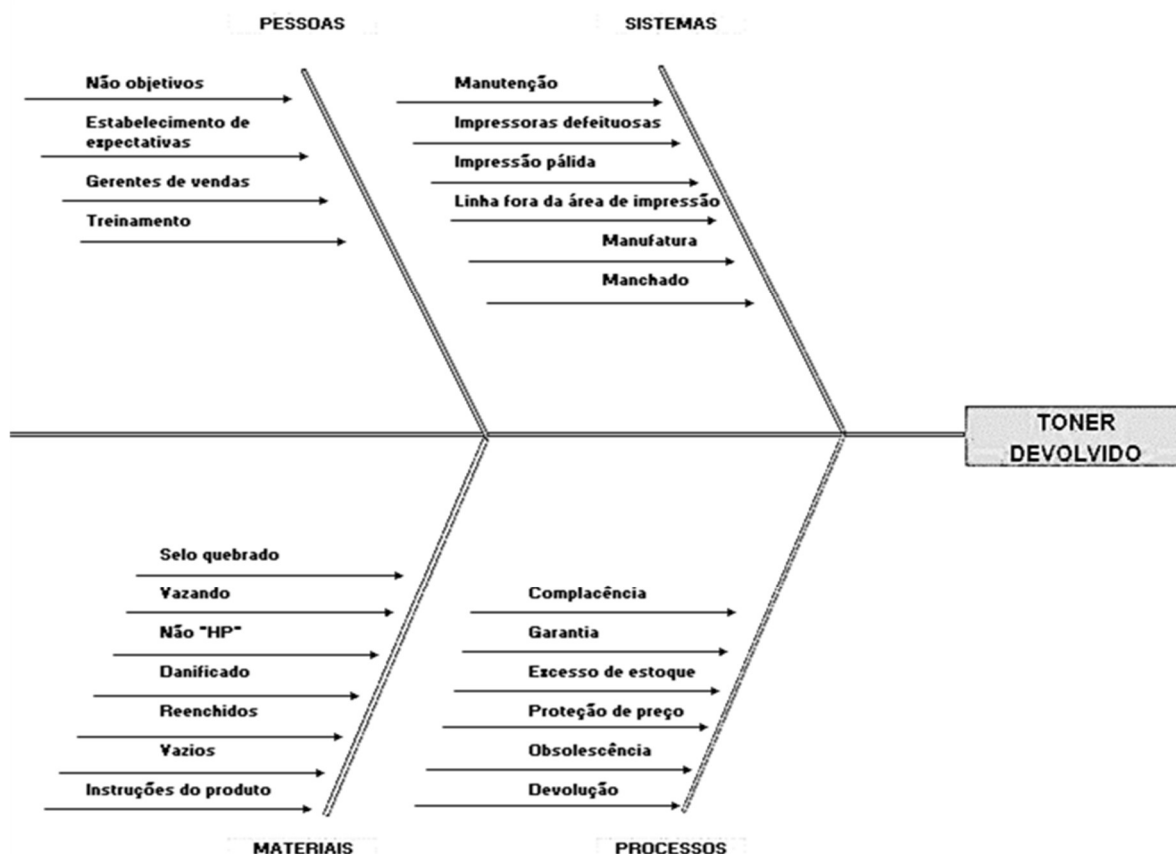 PESSOAS
Não objetivos
Estabelecimento de
expectativas
Gerentes de vendas
Treinamento
SISTEMAS
Manutenção
Impressoras defeituosas
Impressão pálida
Linha fora da área de impressão
Manufatura
Manchado
TONER
DEVOLVIDO
Selo quebrado
Vazando
Não "HP"
Danificado
Reenchidos
Vazios
Instruções do produto
MATERIAIS
Complacência
Garantia
Excesso de estoque
Proteção de preço
Obsolescência
Devolução
PROCESSOS